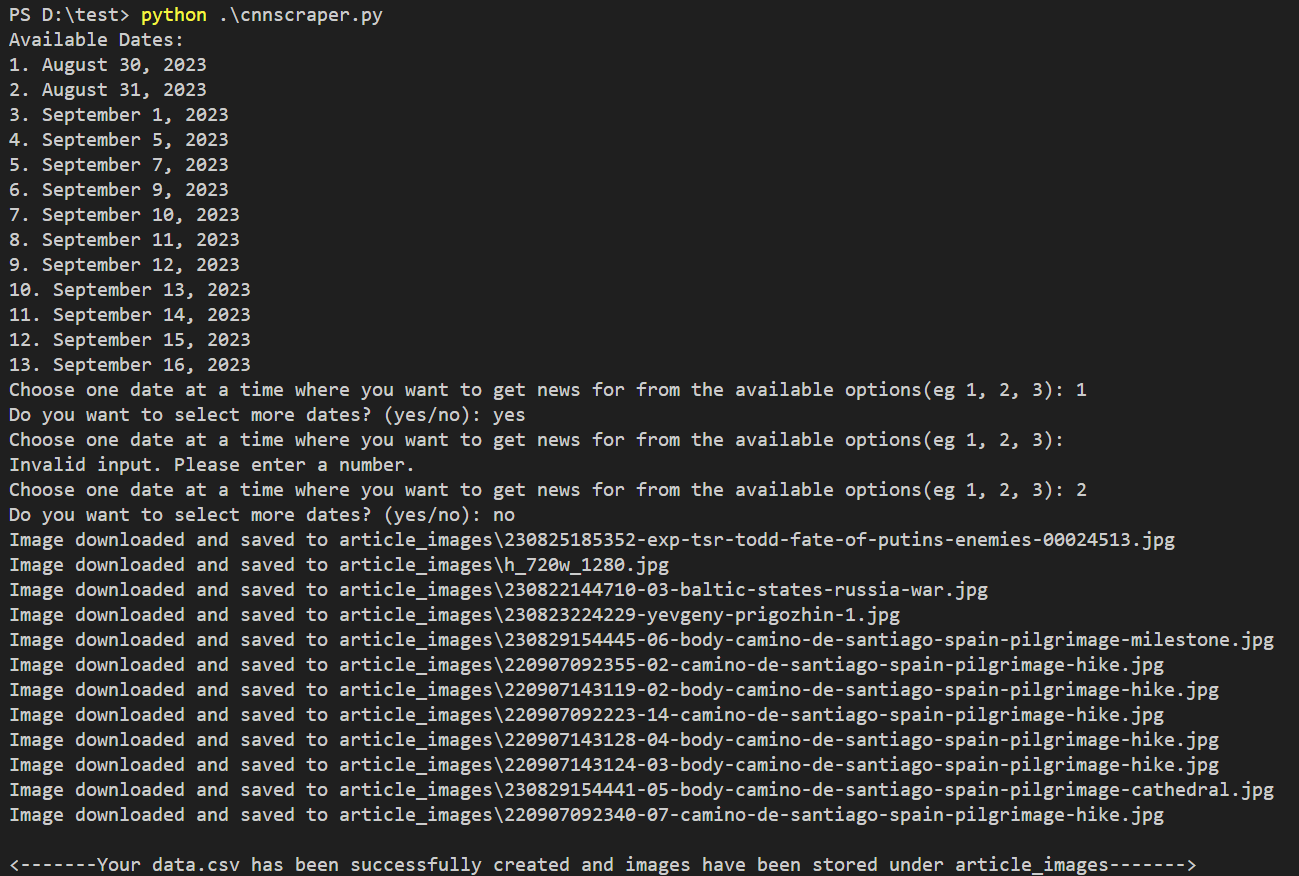 PS D:\test> python .\cnnscraper.py
Available Dates:
1. August 30, 2023
2. August 31, 2023
3. September 1, 2023
4. September 5, 2023
5. September 7, 2023
6. September 9, 2023
7. September 10, 2023
8. September 11, 2023
9. September 12, 2023
10. September 13, 2023
11. September 14, 2023
12. September 15, 2023
13. September 16, 2023
Choose one date at a time where you want to get news for from the available options(eg 1, 2, 3): 1
Do you want to select more dates? (yes/no): yes
Choose one date at a time where you want to get news for from the available options(eg 1, 2, 3):
Invalid input. Please enter a number.
Choose one date at a time where you want to get news for from the available options(eg 1, 2, 3): 2
Do you want to select more dates? (yes/no): no
Image downloaded and saved to article_images\230825185352-exp-tsr-todd-fate-of-putins-enemies-00024513.jpg
Image downloaded and saved to article_images\h_720w_1280.jpg
Image downloaded and saved to article_images\230822144710-03-baltic-states-russia-war.jpg
Image downloaded and saved to article_images\230823224229-yevgeny-prigozhin-1.jpg
Image downloaded and saved to article_images\230829154445-06-body-camino-de-santiago-spain-pilgrimage-milestone.jpg
Image downloaded and saved to article_images\220907092355-02-camino-de-santiago-spain-pilgrimage-hike.jpg
Image downloaded and saved to article_images\220907143119-02-body-camino-de-santiago-spain-pilgrimage-hike.jpg
Image downloaded and saved to article_images\220907092223-14-camino-de-santiago-spain-pilgrimage-hike.jpg
Image downloaded and saved to article_images\220907143128-04-body-camino-de-santiago-spain-pilgrimage-hike.jpg
Image downloaded and saved to article_images\220907143124-03-body-camino-de-santiago-spain-pilgrimage-hike.jpg
Image downloaded and saved to article_images\230829154441-05-body-camino-de-santiago-spain-pilgrimage-cathedral.jpg
Image downloaded and saved to article_images\220907092340-07-camino-de-santiago-spain-pilgrimage-hike.jpg
<-------Your data.csv has been successfully created and images have been stored under article_images------->